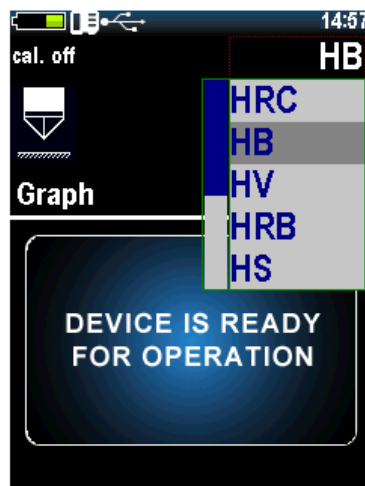 14:57
cal. off
HB
HRC
HB
HV
Graph
HRB
HS
DEVICE IS READY
FOR OPERATION